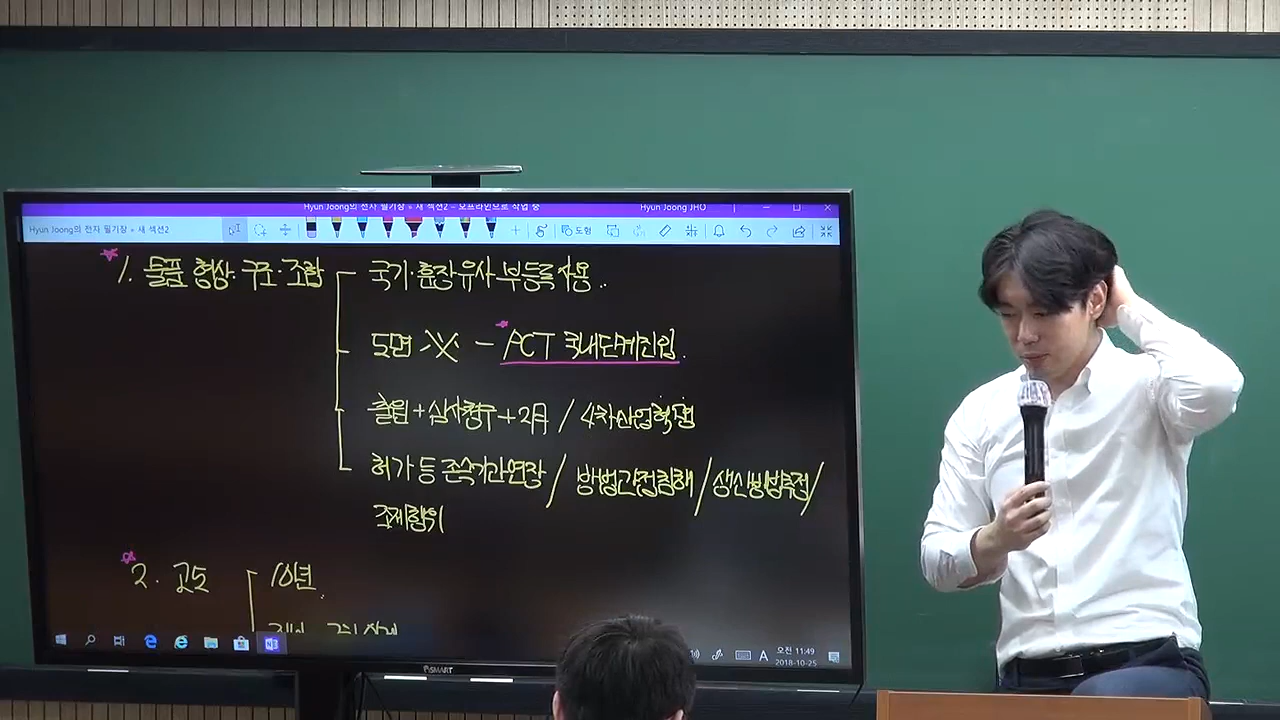 Hyun Joong의 전자 필기장 » 새 섹션2 – 오프라인으로 작업 중 Hyun Joong JHO
Hyun Joong의 전자 필기장 » 새 섹션2 도형
1. 물품 형상·구조·조합 국기·훈장 유사 부등록 사용..
도면 ※ - PCT 국내단계진입.
출원 + 심사청구 + 2月 / 4차산업혁명
허가 등 존속기간연장 / 방법간접침해 / 생산방법추정 /
조제행위
2. 고도 10년.
오전 11:49
A
2018-10-25
PISMART